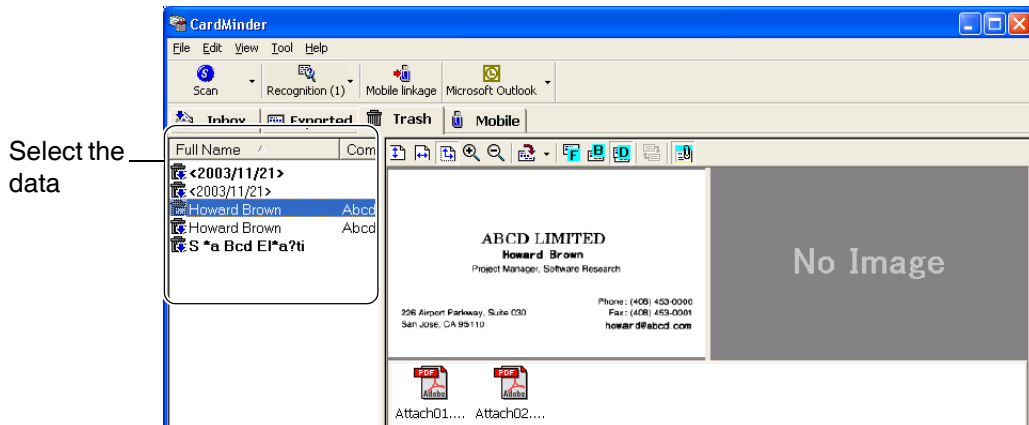 CardMinder
File Edit View Tool Help
Scan Recognition (1) Mobile linkage Microsoft Outlook
Inbox Exported Trash Mobile
Select the
data
Full Name Com
<2003/11/21>
<2003/11/21>
Howard Brown Abcd
Howard Brown Abcd
S *a Bcd El*a?ti
F B D
ABCD LIMITED
Howard Brown
Project Manager, Software Research
226 Airport Parkway, Suite 030
San Jose, CA 95110
Phone: (408) 453-0000
Fax: (408) 453-0001
howard@abcd.com
No Image
PDF Adobe PDF Adobe
Attach01.... Attach02....